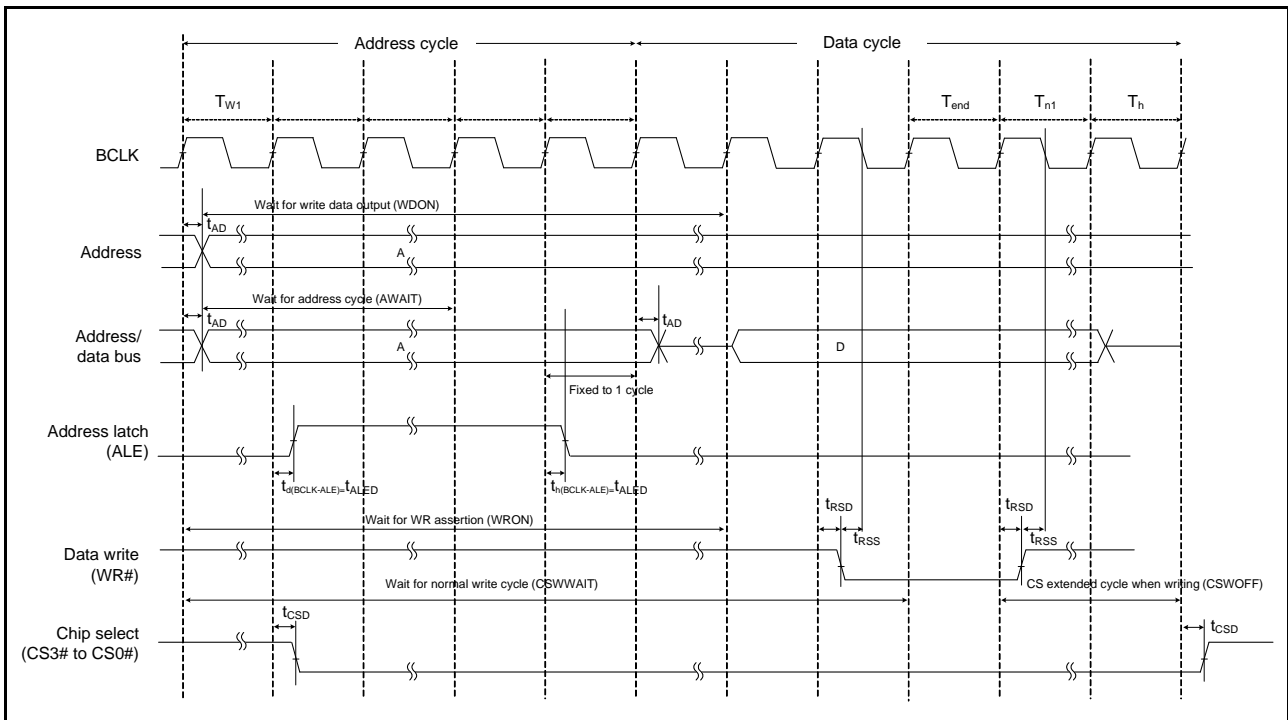 Address cycle Data cycle
TW1 Tend Tn1 Th
BCLK
Wait for write data output (WDON)
tAD
Address
A
Wait for address cycle (AWAIT)
tAD tAD
Address/
data bus
A D
Fixed to 1 cycle
Address latch
(ALE)
td(BCLK-ALE)=tALED th(BCLK-ALE)=tALED
tRSD tRSD
Wait for WR assertion (WRON)
tRSS tRSS
Data write
(WR#)
Wait for normal write cycle (CSWWAIT) CS extended cycle when writing (CSWOFF)
tCSD tCSD
Chip select
(CS3# to CS0#)